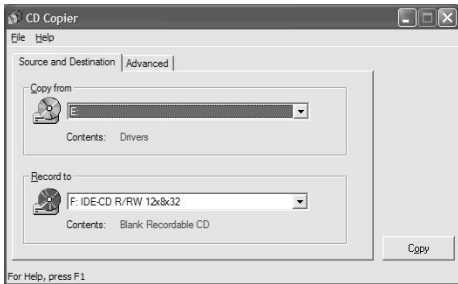 CD Copier
File Help
Source and Destination Advanced
Copy from
E:
Contents: Drivers
Record to
F: IDE-CD R/RW 12x8x32
Contents: Blank Recordable CD
Copy
For Help, press F1